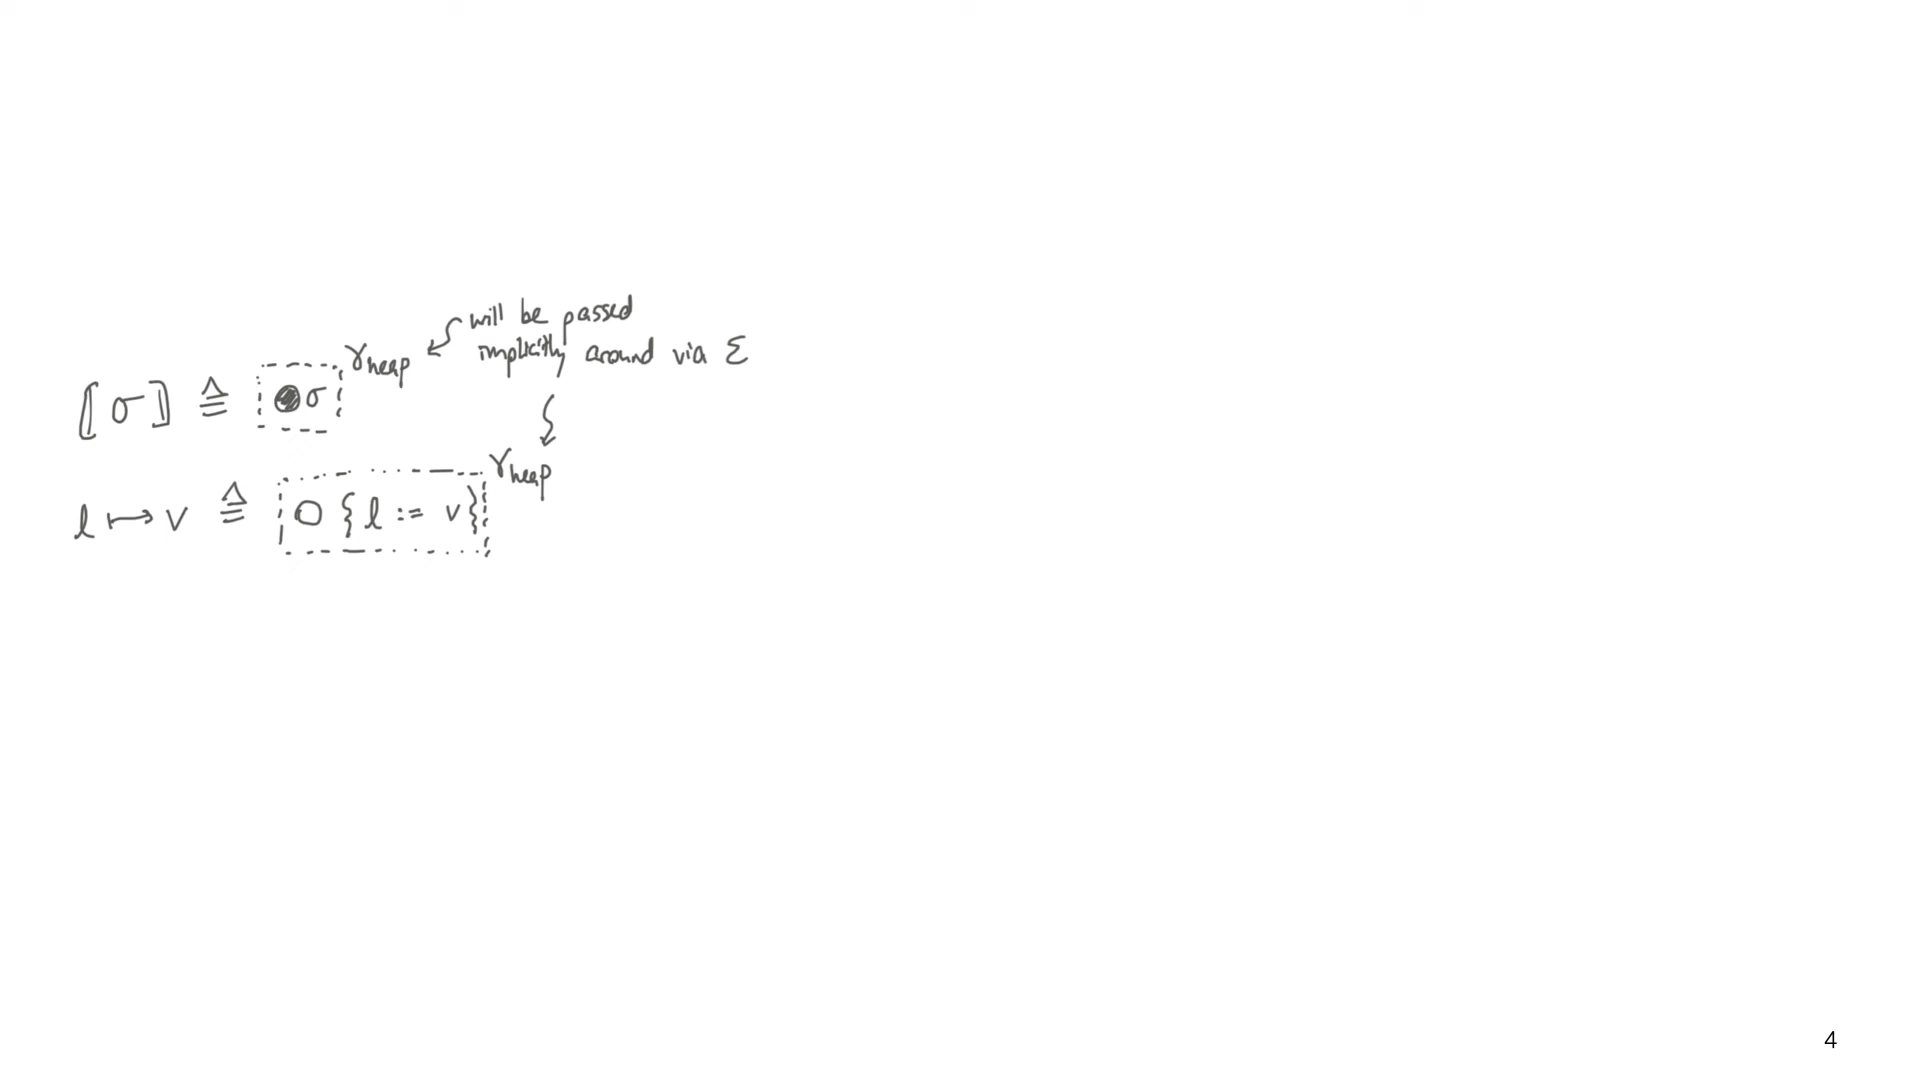 will be passed
implicitly around via Σ
⟦σ⟧ ≜ ●σ γheap
l ↦ v ≜ ○ {l := v} γheap
4